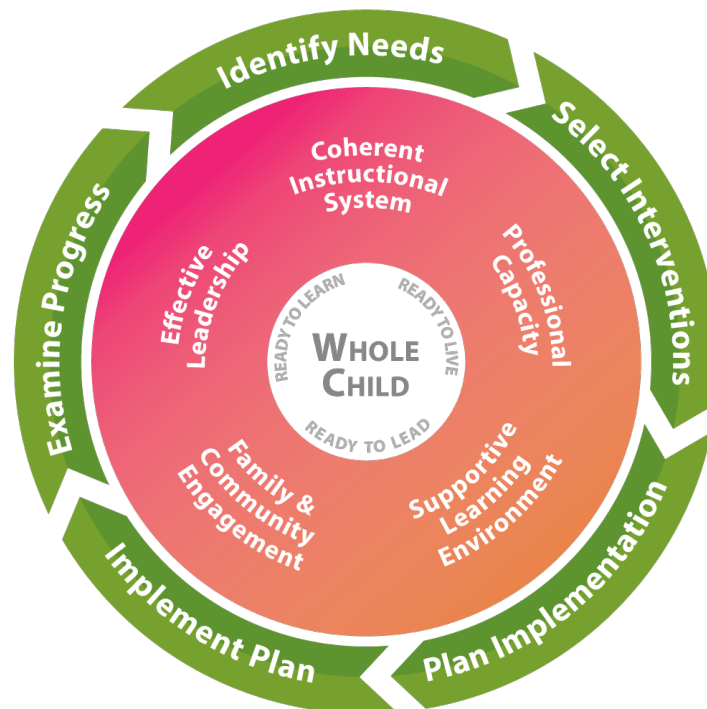 Identify Needs
Select Interventions
Plan Implementation
Implement Plan
Examine Progress
Coherent
Instructional
System
Professional
Capacity
Supportive
Learning
Environment
Family &
Community
Engagement
Effective
Leadership
READY TO LEARN
READY TO LIVE
READY TO LEAD
WHOLE
CHILD